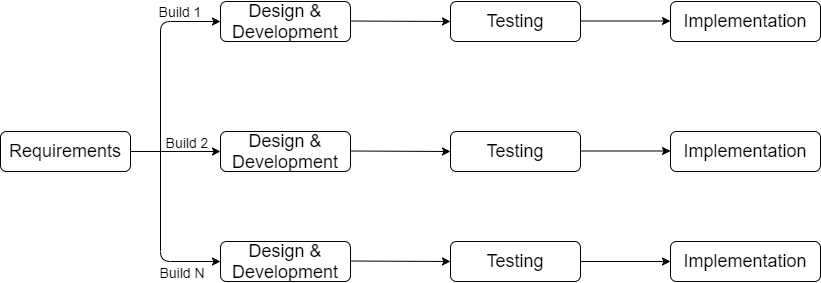 Build 1
Design &
Development
Testing
Implementation
Requirements
Build 2
Design &
Development
Testing
Implementation
Build N
Design &
Development
Testing
Implementation